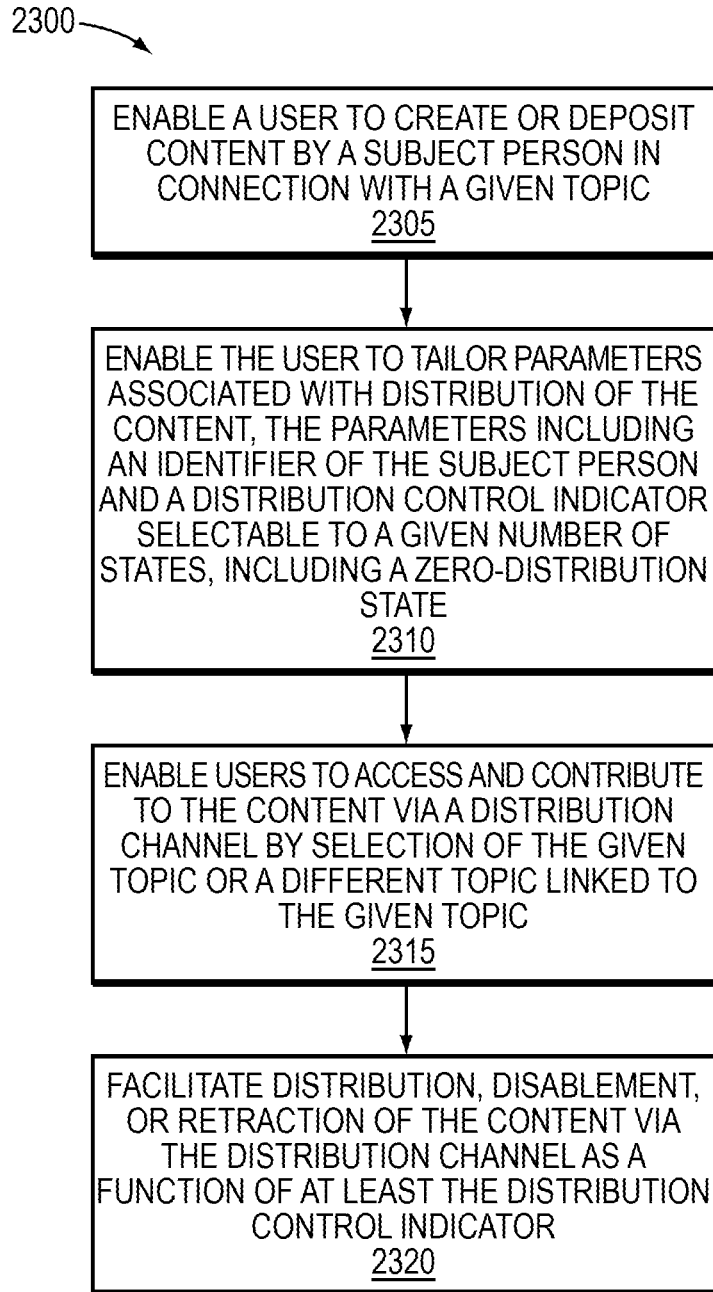 2300
ENABLE A USER TO CREATE OR DEPOSIT
CONTENT BY A SUBJECT PERSON IN
CONNECTION WITH A GIVEN TOPIC
2305
ENABLE THE USER TO TAILOR PARAMETERS
ASSOCIATED WITH DISTRIBUTION OF THE
CONTENT, THE PARAMETERS INCLUDING
AN IDENTIFIER OF THE SUBJECT PERSON
AND A DISTRIBUTION CONTROL INDICATOR
SELECTABLE TO A GIVEN NUMBER OF
STATES, INCLUDING A ZERO-DISTRIBUTION
STATE
2310
ENABLE USERS TO ACCESS AND CONTRIBUTE
TO THE CONTENT VIA A DISTRIBUTION
CHANNEL BY SELECTION OF THE GIVEN
TOPIC OR A DIFFERENT TOPIC LINKED TO
THE GIVEN TOPIC
2315
FACILITATE DISTRIBUTION, DISABLEMENT,
OR RETRACTION OF THE CONTENT VIA
THE DISTRIBUTION CHANNEL AS A
FUNCTION OF AT LEAST THE DISTRIBUTION
CONTROL INDICATOR
2320